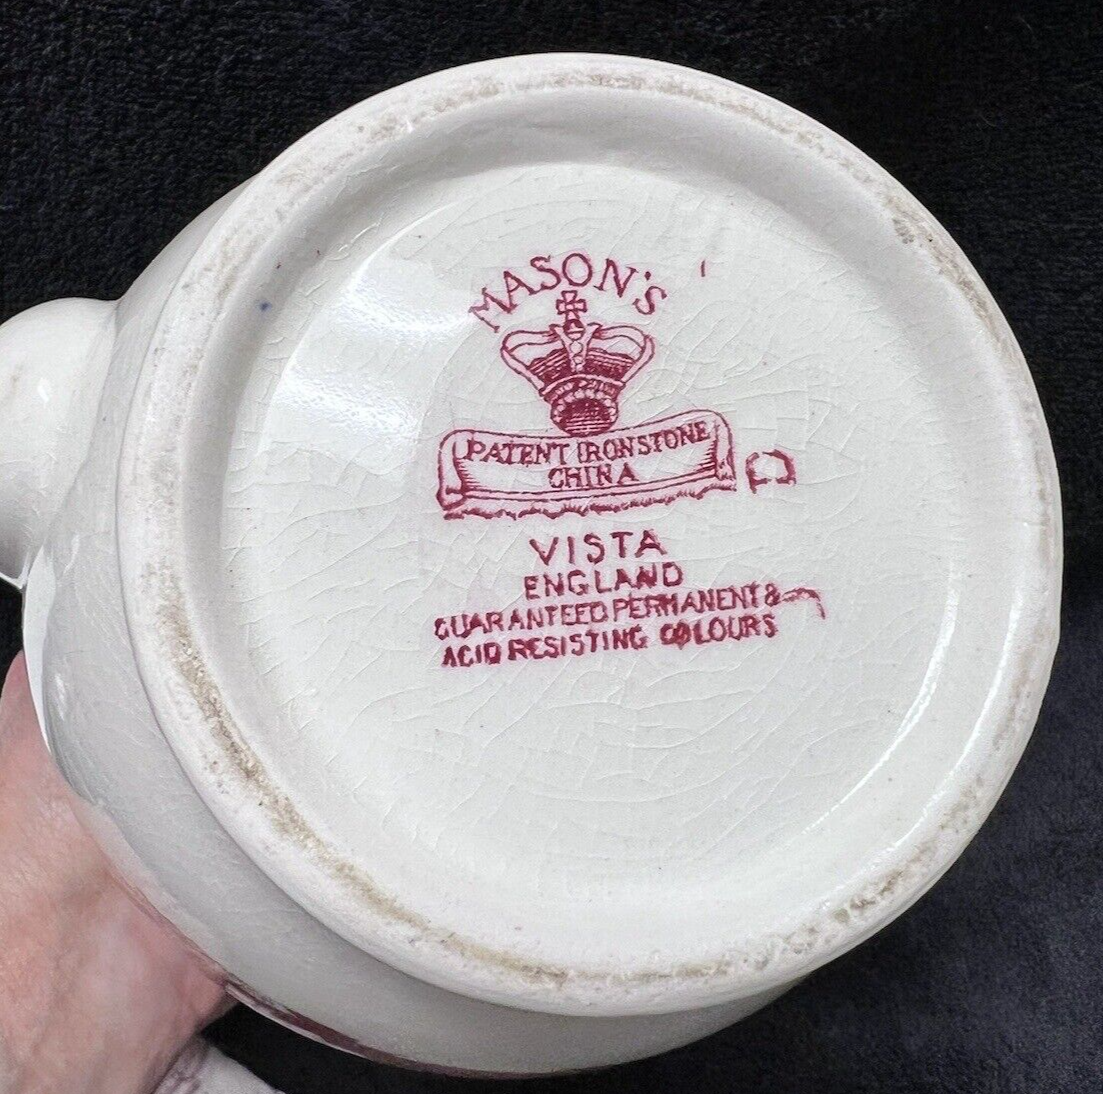 MASON'S
PATENT IRONSTONE
CHINA
VISTA
ENGLAND
GUARANTEED PERMANENT &
ACID RESISTING COLOURS